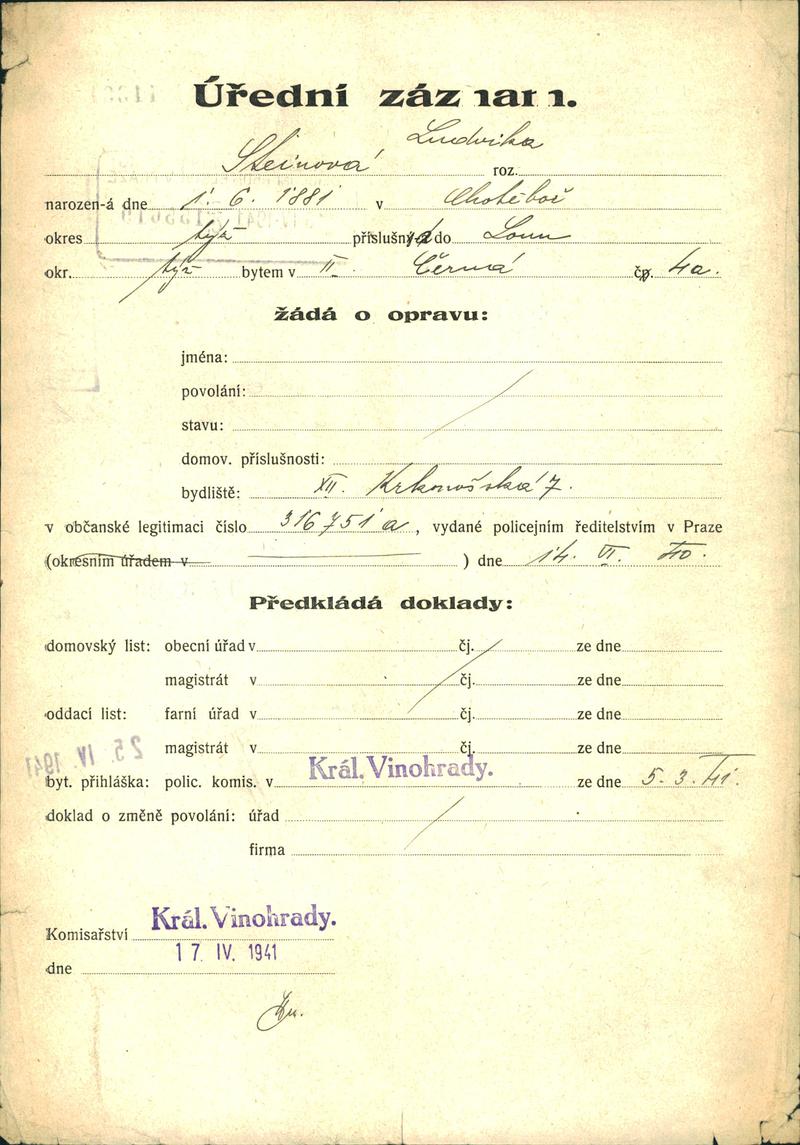 Úřední záznam.
Steinová Ludvika roz.
narozen-á dne 1. 6. 1881 v Chotěboř
okres týž příslušný-á do Loun
okr. týž bytem v II. Černá čp. 4a.
žádá o opravu:
jména:
povolání:
stavu:
domov. příslušnosti:
bydliště: XII. Krkonošská 7.
v občanské legitimaci číslo 316751 a, vydané policejním ředitelstvím v Praze
(okresním úřadem v ) dne 14. VI. 40.
Předkládá doklady:
domovský list: obecní úřad v čj. ze dne
magistrát v čj. ze dne
oddací list: farní úřad v čj. ze dne
magistrát v čj. ze dne
25. IV. 1941
byt. přihláška: polic. komis. v Král. Vinohrady. ze dne 5. 3. 41.
doklad o změně povolání: úřad
firma
Komisařství Král. Vinohrady.
dne 17. IV. 1941